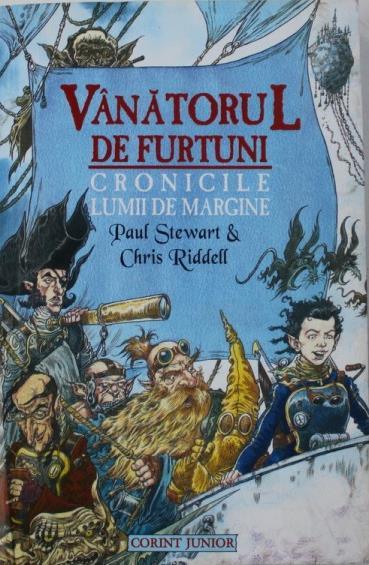 VÂNĂTORUL
DE FURTUNI
CRONICILE
LUMII DE MARGINE
Paul Stewart &
Chris Riddell
CORINT JUNIOR